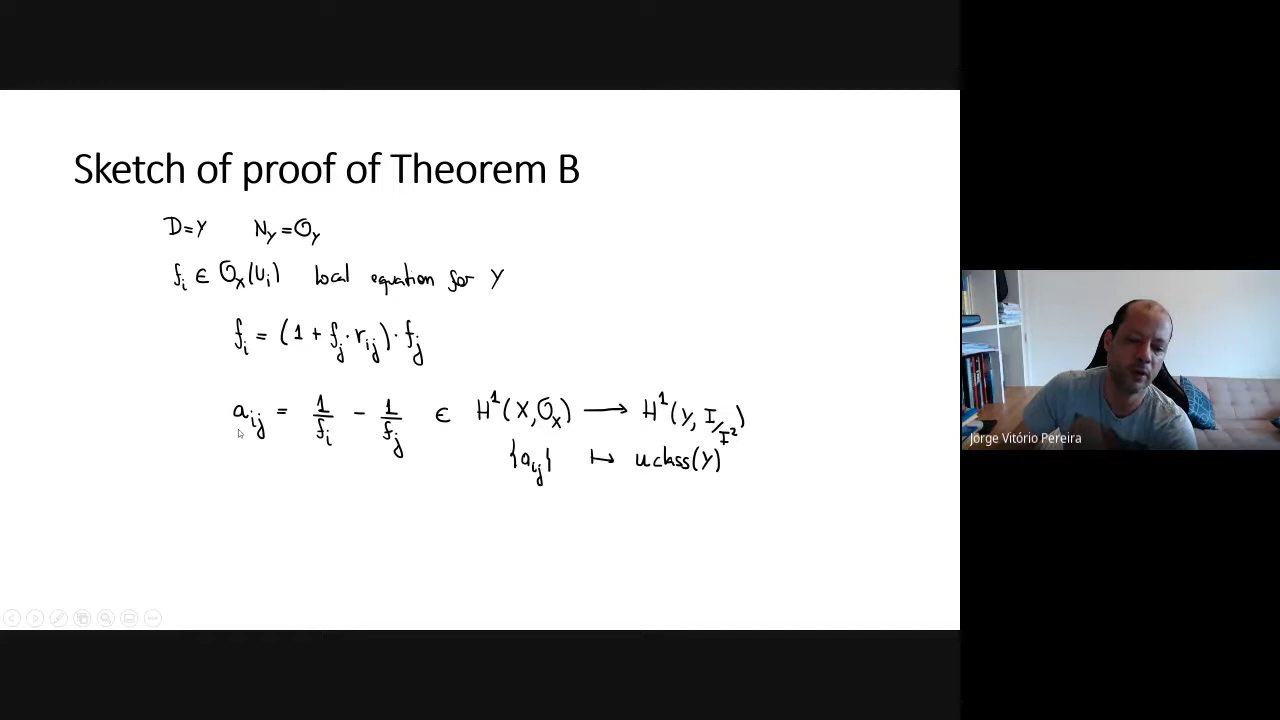 Sketch of proof of Theorem B
D=Y N_Y = O_Y
f_i ∈ O_X(U_i) local equation for Y
f_i = (1 + f_j · r_ij) · f_j
a_ij = 1/f_i - 1/f_j ∈ H^1(X, O_X) ⟶ H^1(Y, I/I^2)
{a_ij} ↦ uclass(Y)
Jorge Vitório Pereira